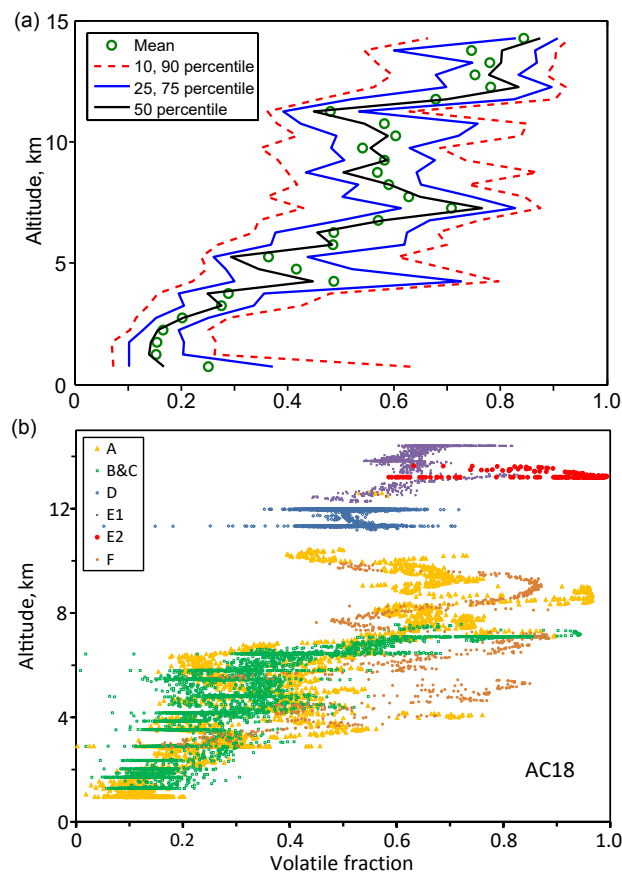 (a)
15
10
5
0
Altitude, km
Mean
10, 90 percentile
25, 75 percentile
50 percentile
0
0.2
0.4
0.6
0.8
1.0
(b)
12
8
4
0
Altitude, km
A
B&C
D
E1
E2
F
AC18
0
0.2
0.4
0.6
0.8
1.0
Volatile fraction